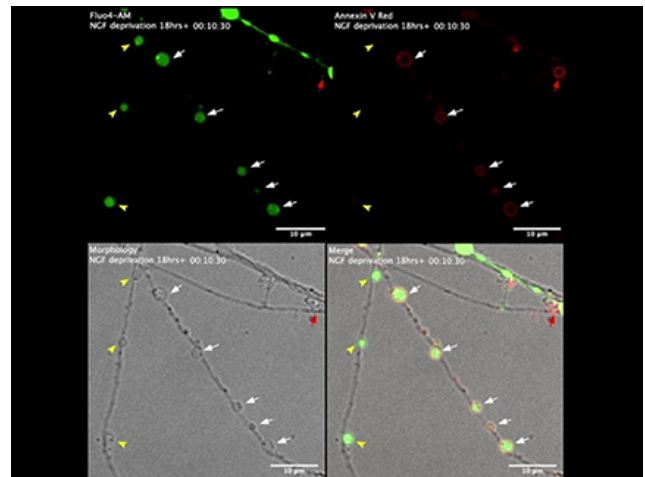 Fluo4-AM
NGF deprivation 18hrs+ 00:10:30
10 µm
Annexin V Red
NGF deprivation 18hrs+ 00:10:30
10 µm
Morphology
NGF deprivation 18hrs+ 00:10:30
10 µm
Merge
NGF deprivation 18hrs+ 00:10:30
10 µm